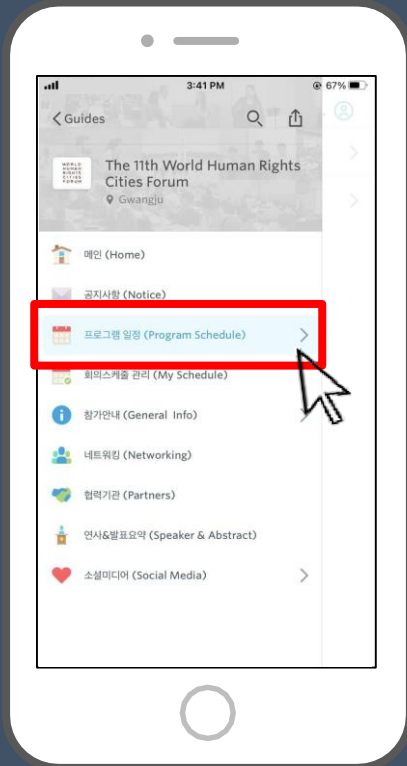 3:41 PM
67%
Guides
WORLD
HUMAN
RIGHTS
CITIES
FORUM
The 11th World Human Rights
Cities Forum
Gwangju
메인 (Home)
공지사항 (Notice)
프로그램 일정 (Program Schedule)
회의스케줄 관리 (My Schedule)
참가안내 (General Info)
네트워킹 (Networking)
협력기관 (Partners)
연사&발표요약 (Speaker & Abstract)
소셜미디어 (Social Media)